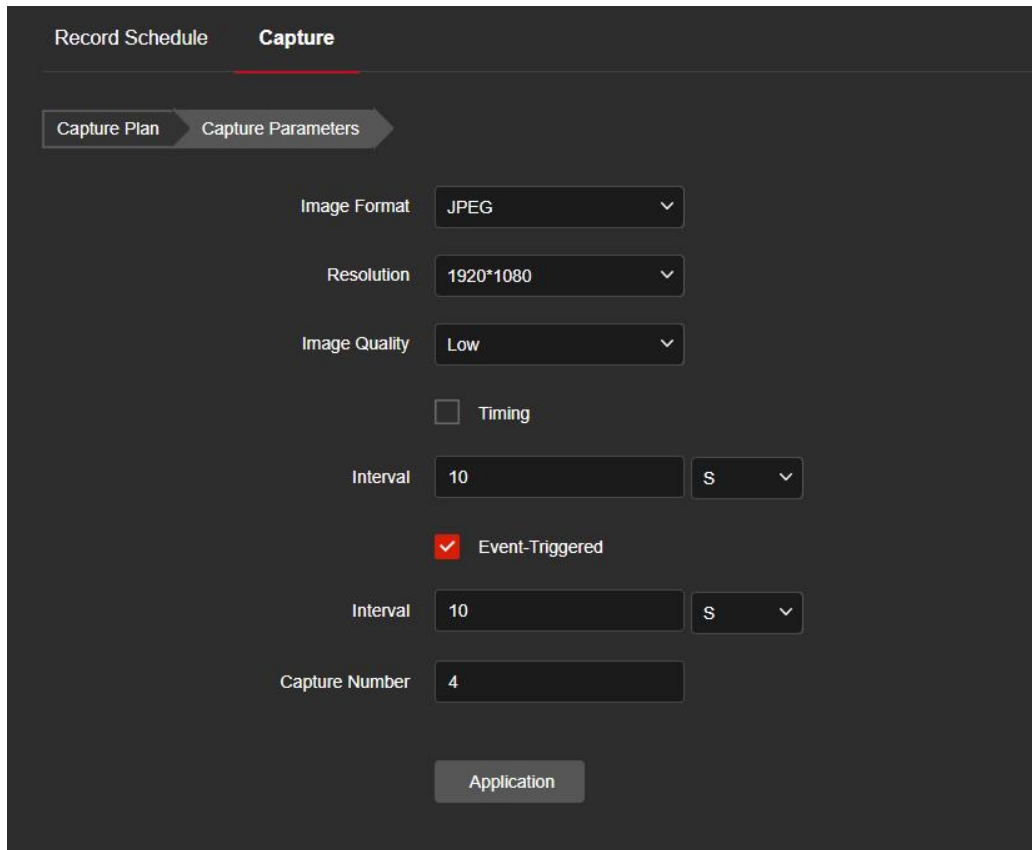 Record Schedule Capture
Capture Plan Capture Parameters
Image Format JPEG
Resolution 1920*1080
Image Quality Low
Timing
Interval 10 S
Event-Triggered
Interval 10 S
Capture Number 4
Application